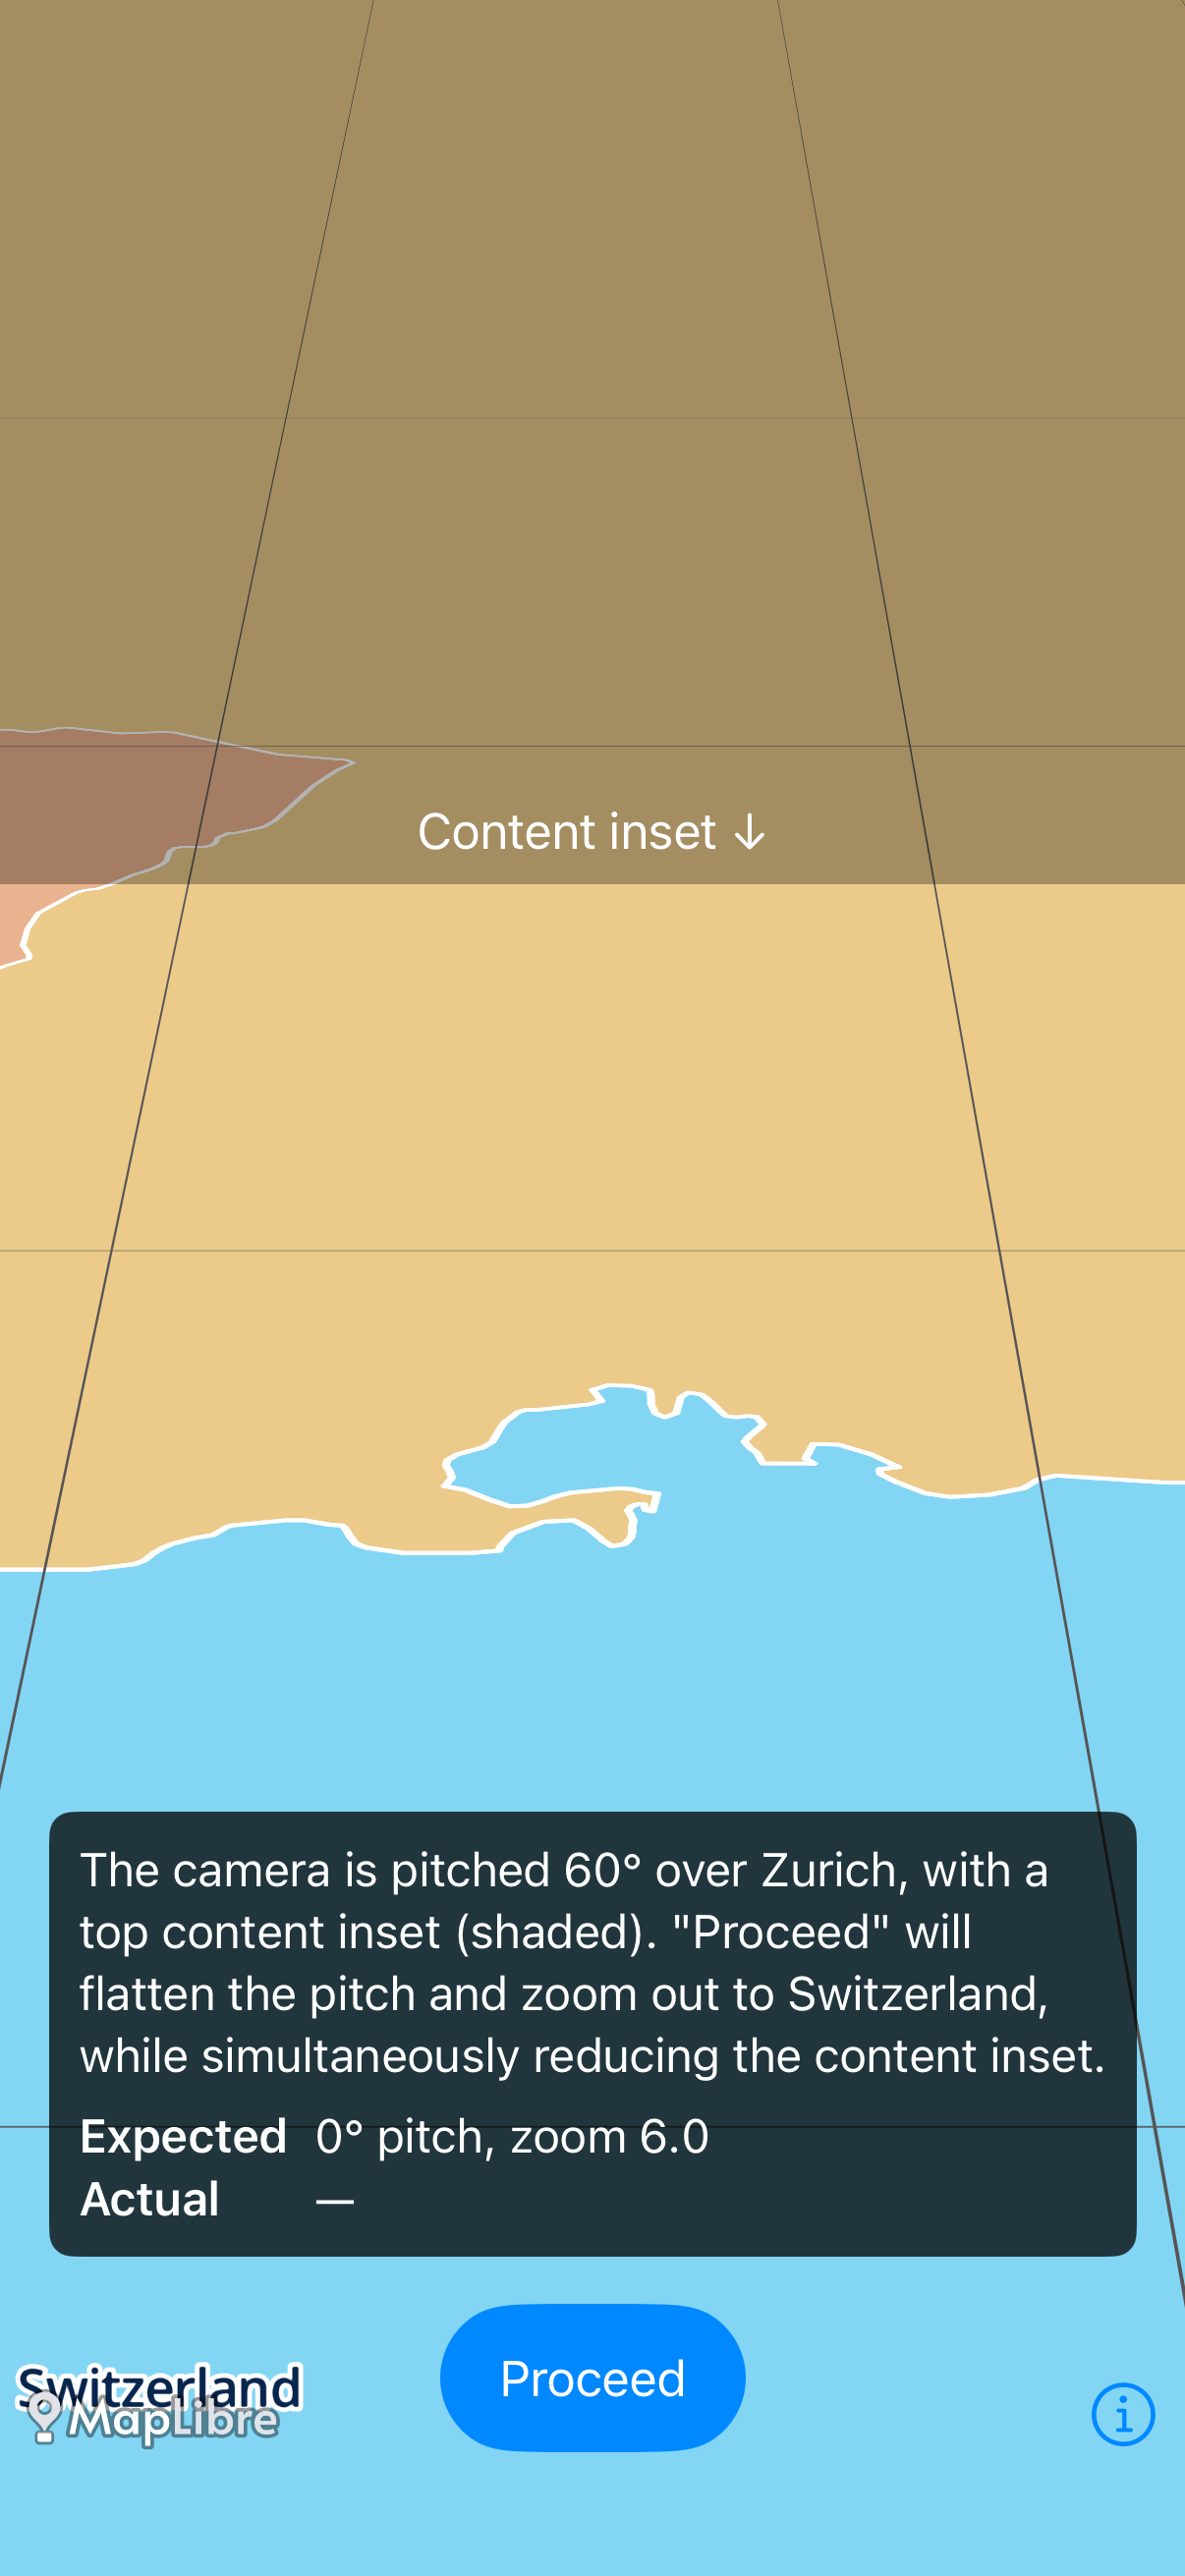 Content inset ↓
The camera is pitched 60° over Zurich, with a
top content inset (shaded). "Proceed" will
flatten the pitch and zoom out to Switzerland,
while simultaneously reducing the content inset.
Expected 0° pitch, zoom 6.0
Actual —
Proceed
Switzerland
MapLibre